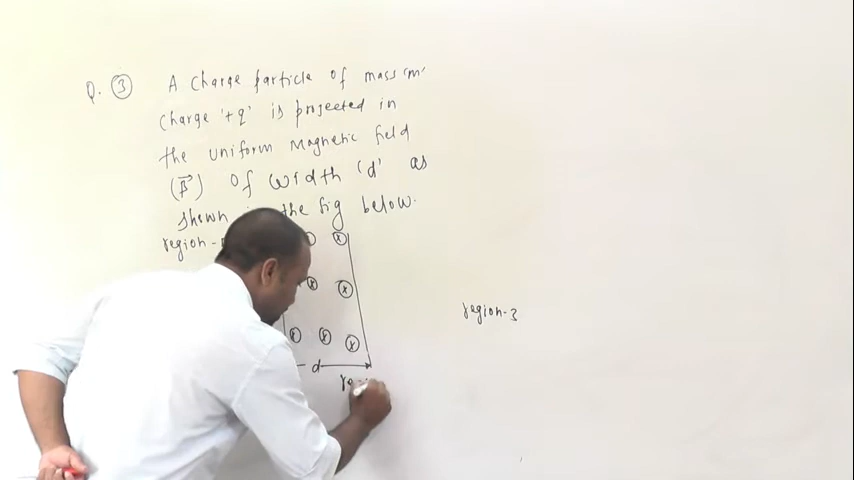 Q. 3 A charge particle of mass 'm'
charge '+q' is projected in
the uniform Magnetic field
(B) of width 'd' as
shown the fig below.
region-
x
x x
x x x
d
region-3